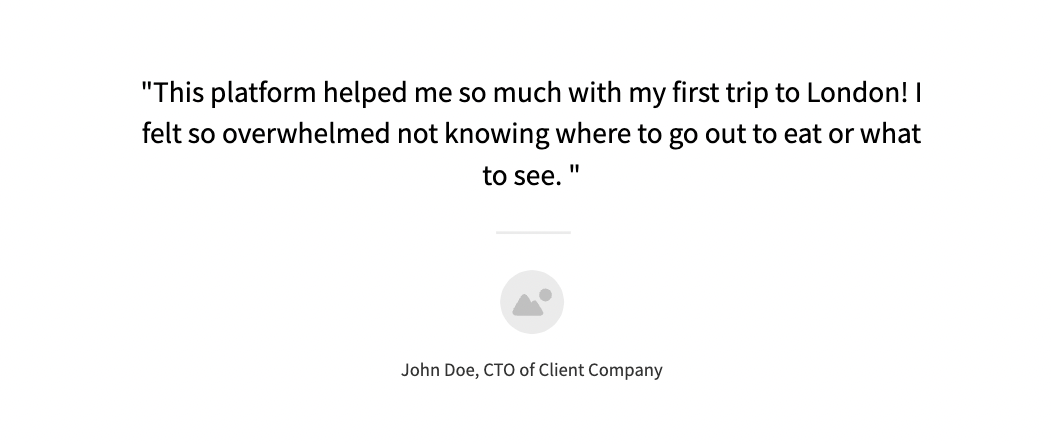 "This platform helped me so much with my first trip to London! I
felt so overwhelmed not knowing where to go out to eat or what
to see. "
John Doe, CTO of Client Company